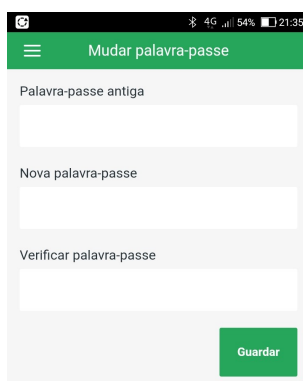 4G 54% 21:35
Mudar palavra-passe
Palavra-passe antiga
Nova palavra-passe
Verificar palavra-passe
Guardar